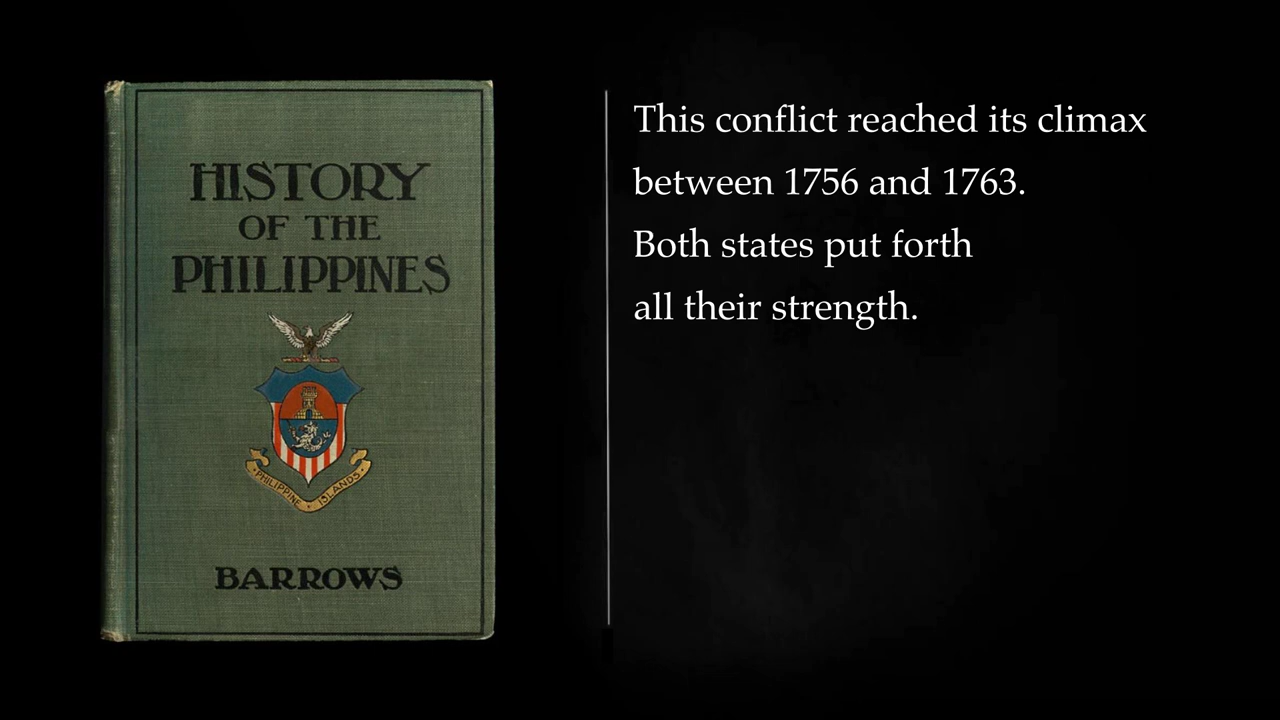 HISTORY
OF THE
PHILIPPINES
PHILIPPINE ISLANDS
BARROWS
This conflict reached its climax
between 1756 and 1763.
Both states put forth
all their strength.